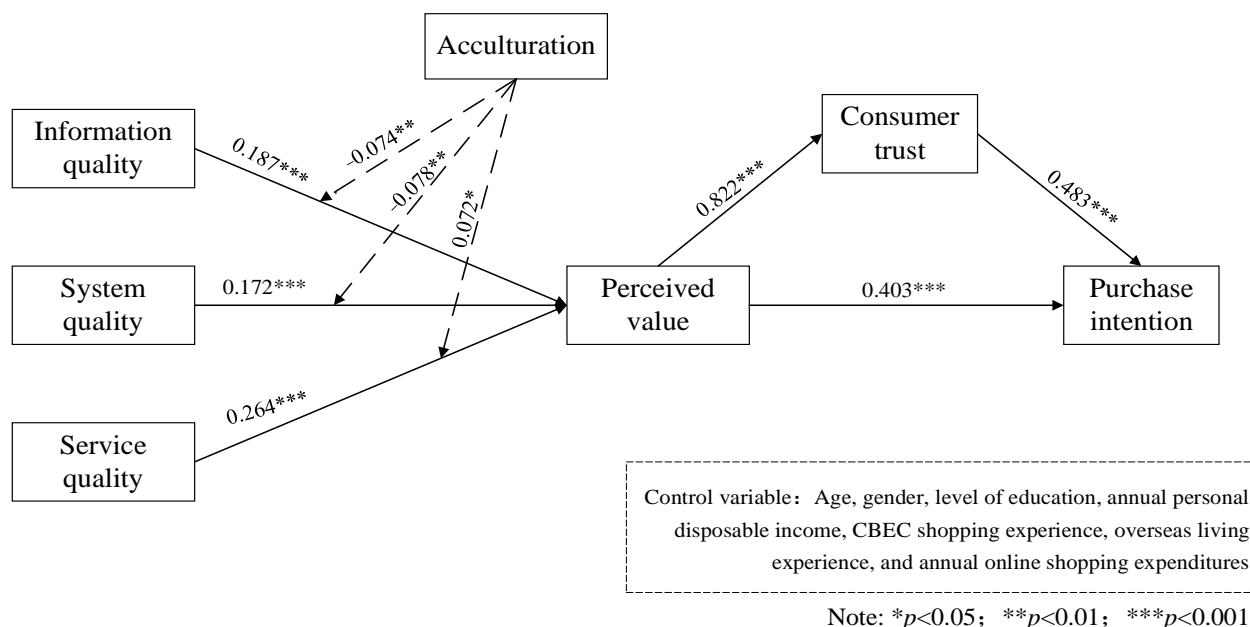 Acculturation
Information
quality
Consumer
trust
-0.074**
0.187***
-0.078**
0.072*
0.822***
0.483***
System
quality
0.172***
Perceived
value
0.403***
Purchase
intention
0.264***
Service
quality
Control variable：Age, gender, level of education, annual personal
disposable income, CBEC shopping experience, overseas living
experience, and annual online shopping expenditures
Note: *p<0.05；**p<0.01；***p<0.001